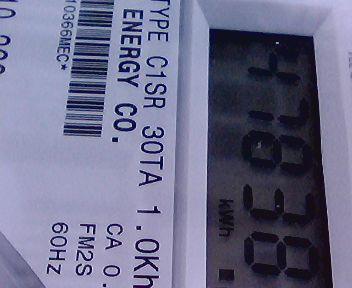 kWh
TYPE C1SR 30TA 1.0Kh
ENERGY CO.
CA 0.
FM2S
60Hz
10366MEC*